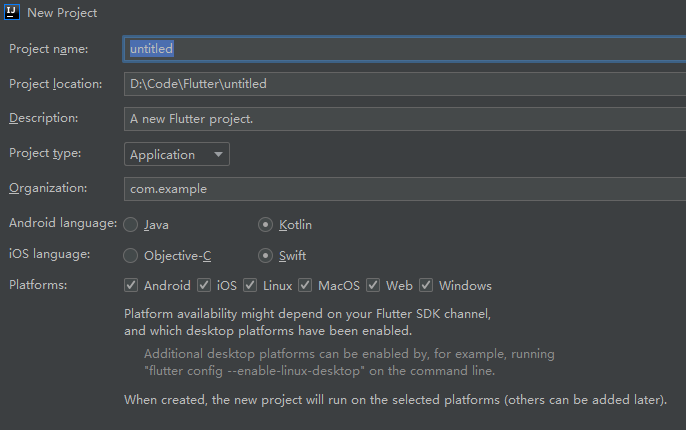 IJ New Project
Project name: untitled
Project location: D:\Code\Flutter\untitled
Description: A new Flutter project.
Project type: Application
Organization: com.example
Android language: Java Kotlin
iOS language: Objective-C Swift
Platforms: Android iOS Linux MacOS Web Windows
Platform availability might depend on your Flutter SDK channel,
and which desktop platforms have been enabled.
Additional desktop platforms can be enabled by, for example, running
"flutter config --enable-linux-desktop" on the command line.
When created, the new project will run on the selected platforms (others can be added later).